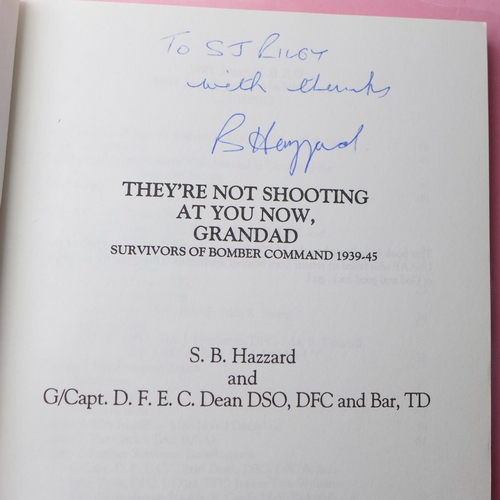 To SJ RILEY
with thanks
B Hazzard
THEY'RE NOT SHOOTING
AT YOU NOW,
GRANDAD
SURVIVORS OF BOMBER COMMAND 1939-45
S. B. Hazzard
and
G/Capt. D. F. E. C. Dean DSO, DFC and Bar, TD